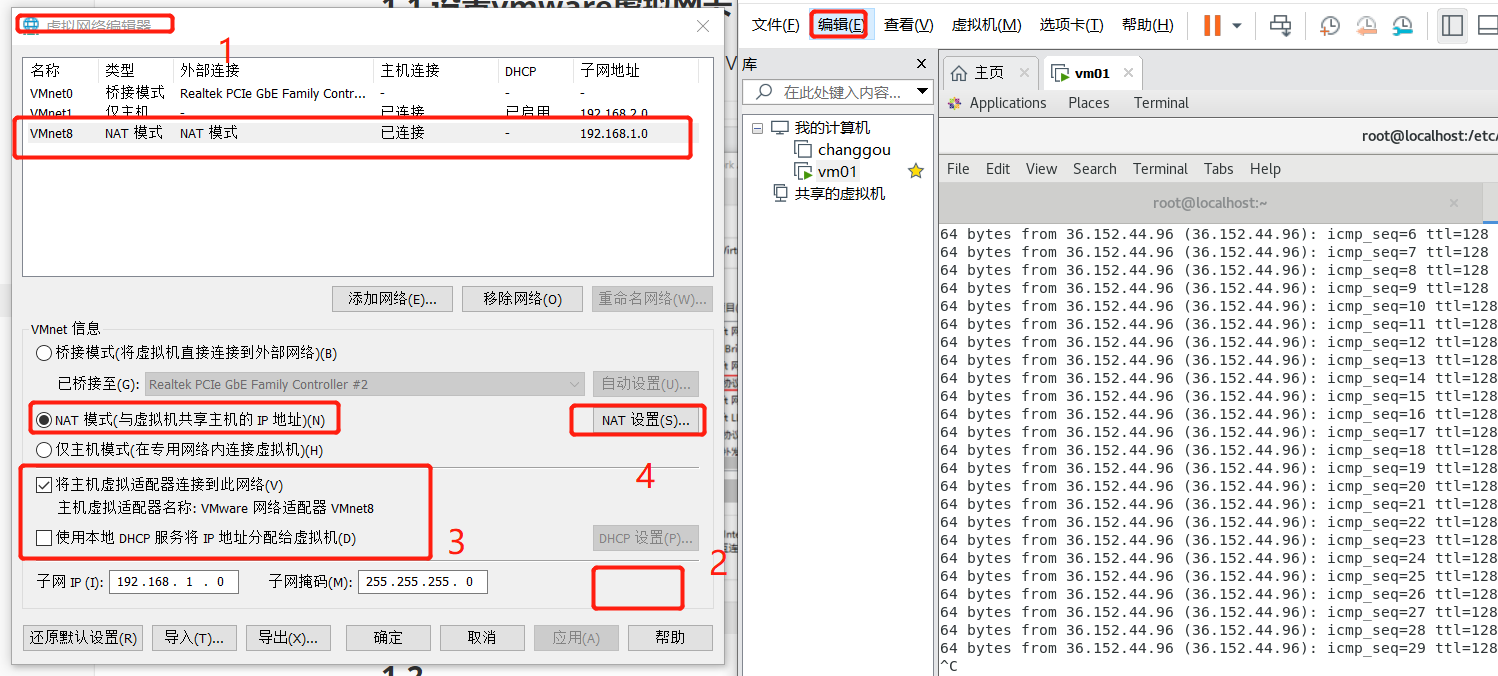 虚拟网络编辑器
1
名称 类型 外部连接 主机连接 DHCP 子网地址
VMnet0 桥接模式 Realtek PCIe GbE Family Contr... - - -
VMnet1 仅主机... - 已连接 已启用 192.168.2.0
VMnet8 NAT 模式 NAT 模式 已连接 - 192.168.1.0
添加网络(E)... 移除网络(O) 重命名网络(W)...
VMnet 信息
桥接模式(将虚拟机直接连接到外部网络)(B)
已桥接至(G): Realtek PCIe GbE Family Controller #2 自动设置(U)...
NAT 模式(与虚拟机共享主机的 IP 地址)(N) NAT 设置(S)...
仅主机模式(在专用网络内连接虚拟机)(H)
4
将主机虚拟适配器连接到此网络(V)
主机虚拟适配器名称: VMware 网络适配器 VMnet8
使用本地 DHCP 服务将 IP 地址分配给虚拟机(D) DHCP 设置(P)...
3
2
子网 IP (I): 192.168. 1 . 0 子网掩码(M): 255.255.255. 0
还原默认设置(R) 导入(T)... 导出(X)... 确定 取消 应用(A) 帮助
文件(F) 编辑(E) 查看(V) 虚拟机(M) 选项卡(T) 帮助(H)
库
在此处键入内容...
我的计算机
changgou
vm01
共享的虚拟机
主页 vm01
Applications Places Terminal
root@localhost:/etc/
File Edit View Search Terminal Tabs Help
root@localhost:~
64 bytes from 36.152.44.96 (36.152.44.96): icmp_seq=6 ttl=128
64 bytes from 36.152.44.96 (36.152.44.96): icmp_seq=7 ttl=128
64 bytes from 36.152.44.96 (36.152.44.96): icmp_seq=8 ttl=128
64 bytes from 36.152.44.96 (36.152.44.96): icmp_seq=9 ttl=128
64 bytes from 36.152.44.96 (36.152.44.96): icmp_seq=10 ttl=128
64 bytes from 36.152.44.96 (36.152.44.96): icmp_seq=11 ttl=128
64 bytes from 36.152.44.96 (36.152.44.96): icmp_seq=12 ttl=128
64 bytes from 36.152.44.96 (36.152.44.96): icmp_seq=13 ttl=128
64 bytes from 36.152.44.96 (36.152.44.96): icmp_seq=14 ttl=128
64 bytes from 36.152.44.96 (36.152.44.96): icmp_seq=15 ttl=128
64 bytes from 36.152.44.96 (36.152.44.96): icmp_seq=16 ttl=128
64 bytes from 36.152.44.96 (36.152.44.96): icmp_seq=17 ttl=128
64 bytes from 36.152.44.96 (36.152.44.96): icmp_seq=18 ttl=128
64 bytes from 36.152.44.96 (36.152.44.96): icmp_seq=19 ttl=128
64 bytes from 36.152.44.96 (36.152.44.96): icmp_seq=20 ttl=128
64 bytes from 36.152.44.96 (36.152.44.96): icmp_seq=21 ttl=128
64 bytes from 36.152.44.96 (36.152.44.96): icmp_seq=22 ttl=128
64 bytes from 36.152.44.96 (36.152.44.96): icmp_seq=23 ttl=128
64 bytes from 36.152.44.96 (36.152.44.96): icmp_seq=24 ttl=128
64 bytes from 36.152.44.96 (36.152.44.96): icmp_seq=25 ttl=128
64 bytes from 36.152.44.96 (36.152.44.96): icmp_seq=26 ttl=128
64 bytes from 36.152.44.96 (36.152.44.96): icmp_seq=27 ttl=128
64 bytes from 36.152.44.96 (36.152.44.96): icmp_seq=28 ttl=128
64 bytes from 36.152.44.96 (36.152.44.96): icmp_seq=29 ttl=128
^C